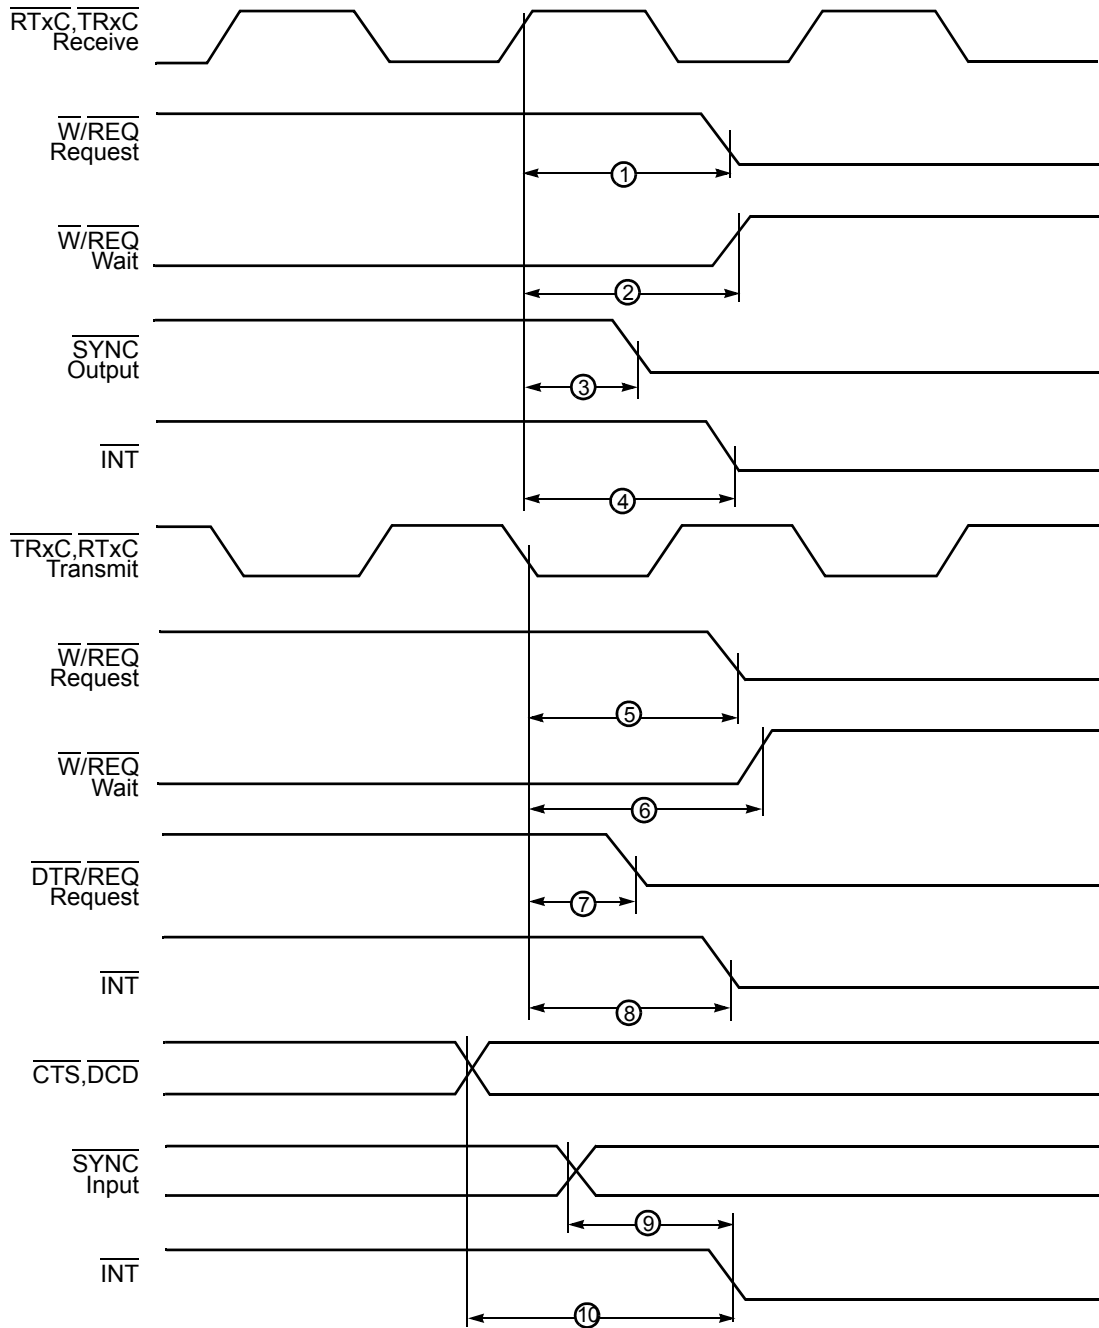 RTxC,TRxC
Receive
W/REQ
Request
1
W/REQ
Wait
2
SYNC
Output
3
INT
4
TRxC,RTxC
Transmit
W/REQ
Request
5
W/REQ
Wait
6
DTR/REQ
Request
7
INT
8
CTS,DCD
SYNC
Input
9
INT
10